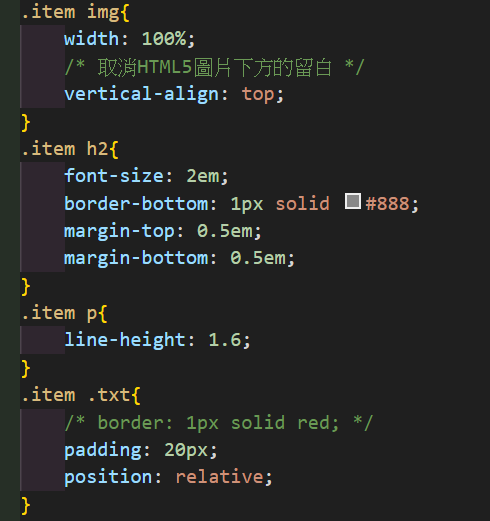 .item img{
width: 100%;
/* 取消HTML5圖片下方的留白 */
vertical-align: top;
}
.item h2{
font-size: 2em;
border-bottom: 1px solid #888;
margin-top: 0.5em;
margin-bottom: 0.5em;
}
.item p{
line-height: 1.6;
}
.item .txt{
/* border: 1px solid red; */
padding: 20px;
position: relative;
}